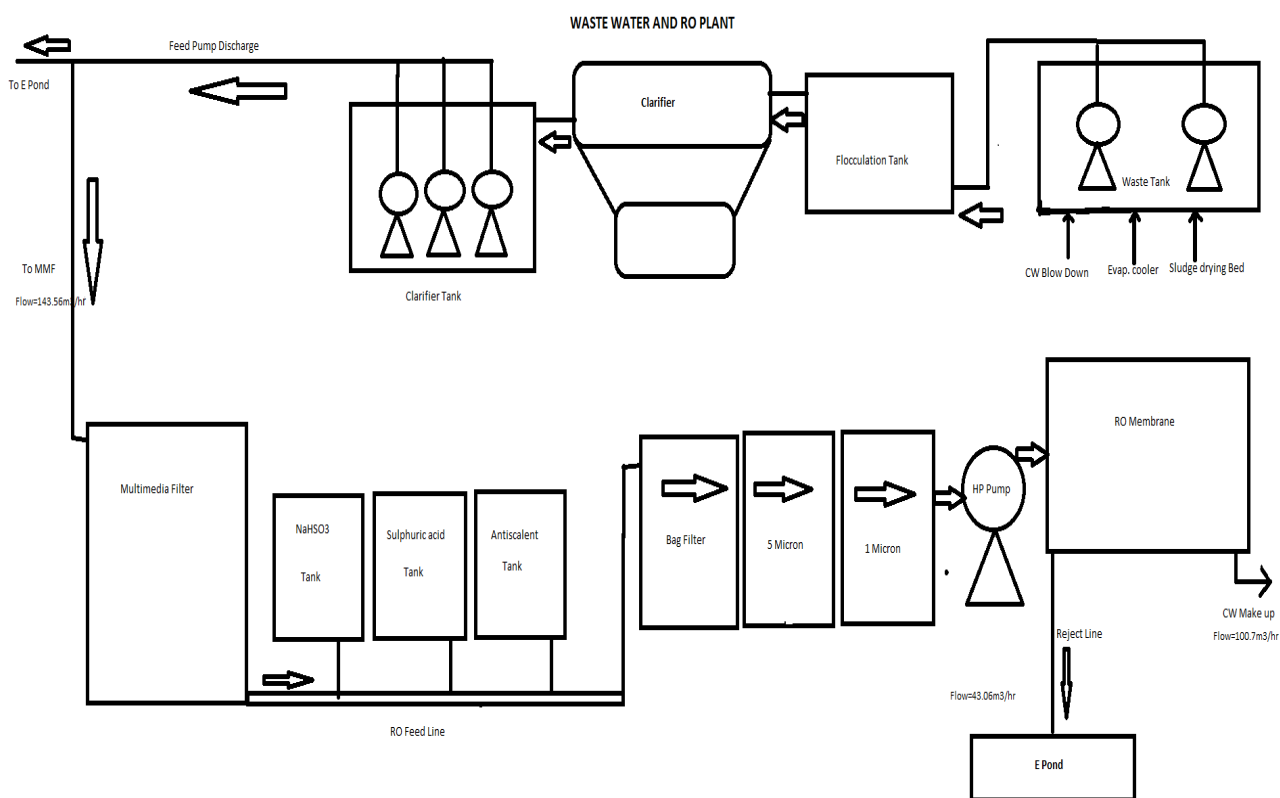 WASTE WATER AND RO PLANT
Feed Pump Discharge
To E Pond
Clarifier
Flocculation Tank
Waste Tank
CW Blow Down
Evap. cooler
Sludge drying Bed
Clarifier Tank
To MMF
Flow=143.56m3/hr
Multimedia Filter
NaHSO3
Tank
Sulphuric acid
Tank
Antiscalent
Tank
Bag Filter
5 Micron
1 Micron
HP Pump
RO Membrane
CW Make up
Flow=100.7m3/hr
Reject Line
Flow=43.06m3/hr
RO Feed Line
E Pond